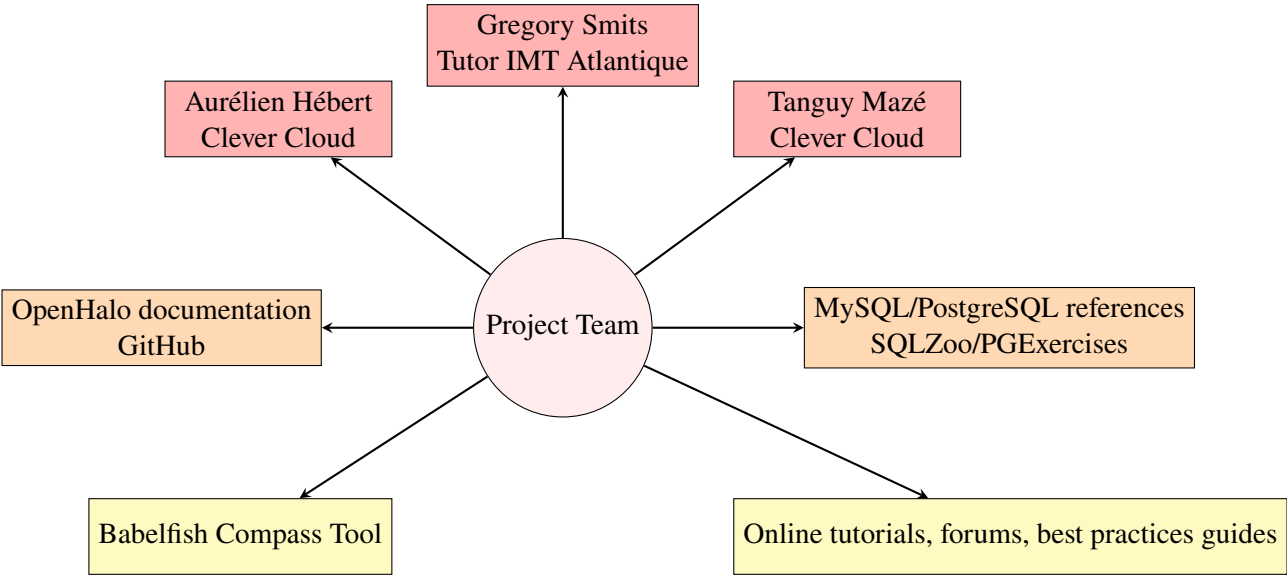 Gregory Smits
Tutor IMT Atlantique
Aurélien Hébert
Clever Cloud
Tanguy Mazé
Clever Cloud
OpenHalo documentation
GitHub
Project Team
MySQL/PostgreSQL references
SQLZoo/PGExercises
Babelfish Compass Tool
Online tutorials, forums, best practices guides